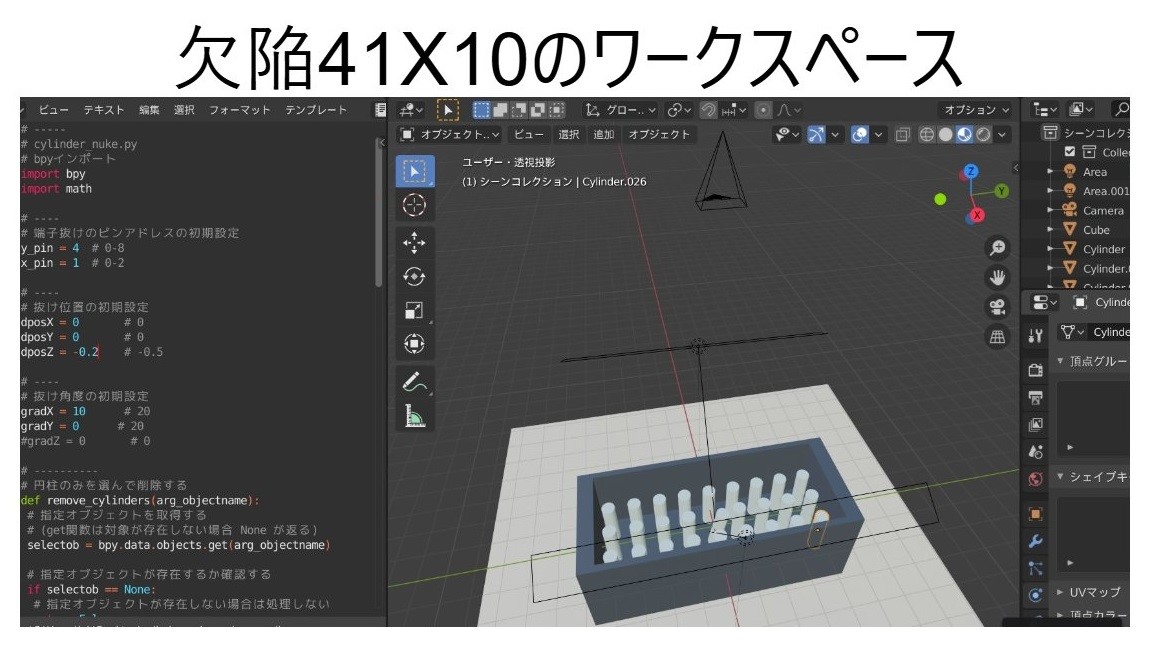 欠陥41X10のワークスペース
ビュー テキスト 編集 選択 フォーマット テンプレート
グロー.. オプション
# -----
# cylinder_nuke.py
# bpyインポート
import bpy
import math
# ----
# 端子抜けのピンアドレスの初期設定
y_pin = 4 # 0-8
x_pin = 1 # 0-2
# ----
# 抜け位置の初期設定
dposX = 0 # 0
dposY = 0 # 0
dposZ = -0.2 # -0.5
# ----
# 抜け角度の初期設定
gradX = 10 # 20
gradY = 0 # 20
#gradZ = 0 # 0
# ----------
# 円柱のみを選んで削除する
def remove_cylinders(arg_objectname):
# 指定オブジェクトを取得する
# (get関数は対象が存在しない場合 None が返る)
selectob = bpy.data.objects.get(arg_objectname)
# 指定オブジェクトが存在するか確認する
if selectob == None:
# 指定オブジェクトが存在しない場合は処理しない
オブジェクト.. ビュー 選択 追加 オブジェクト
ユーザー・透視投影
(1) シーンコレクション | Cylinder.026
Z
Y
X
シーンコレク
Colle
Area
Area.001
Camera
Cube
Cylinder
Cylinder.
Cylinde
Cylinde
頂点グルー
シェイプキ
UVマップ
頂点カラー